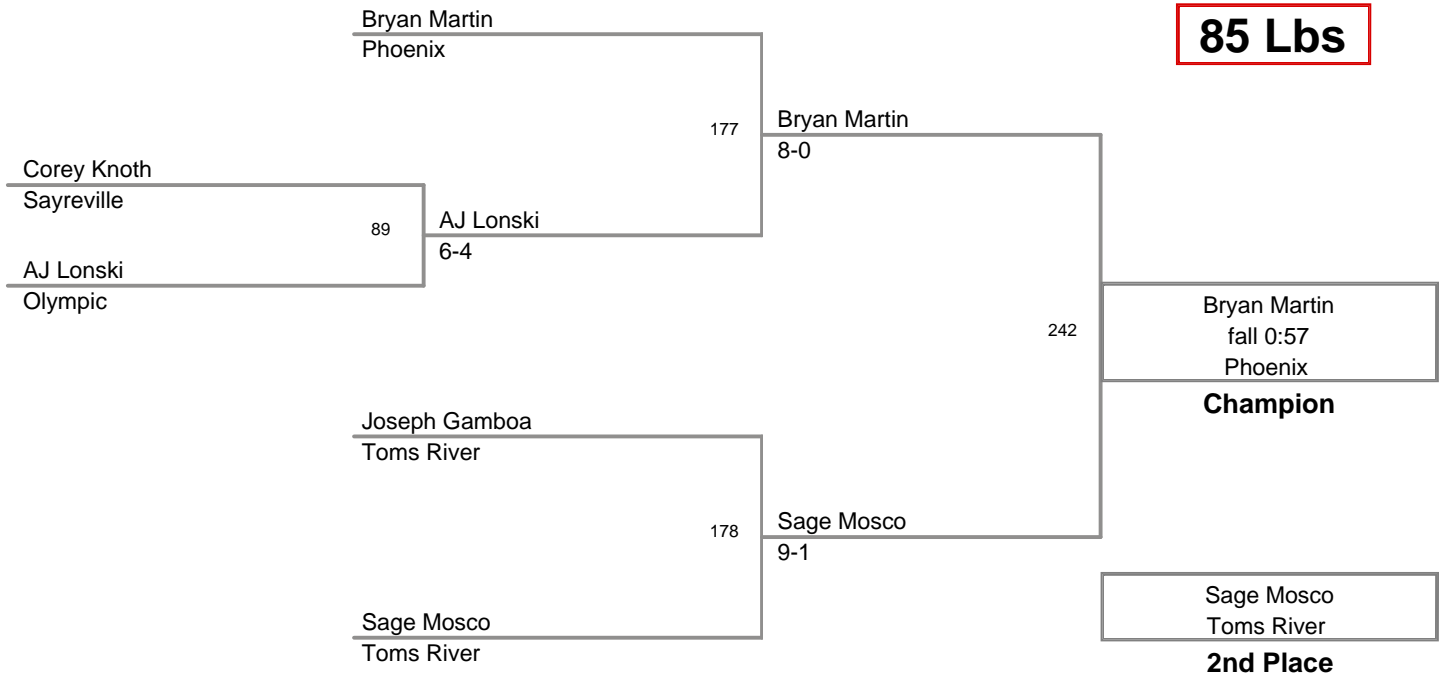 Bryan Martin
Phoenix
85 Lbs
177
Bryan Martin
8-0
Corey Knoth
Sayreville
89
AJ Lonski
6-4
AJ Lonski
Olympic
242
Bryan Martin
fall 0:57
Phoenix
Champion
Joseph Gamboa
Toms River
178
Sage Mosco
9-1
Sage Mosco
Toms River
Sage Mosco
Toms River
2nd Place